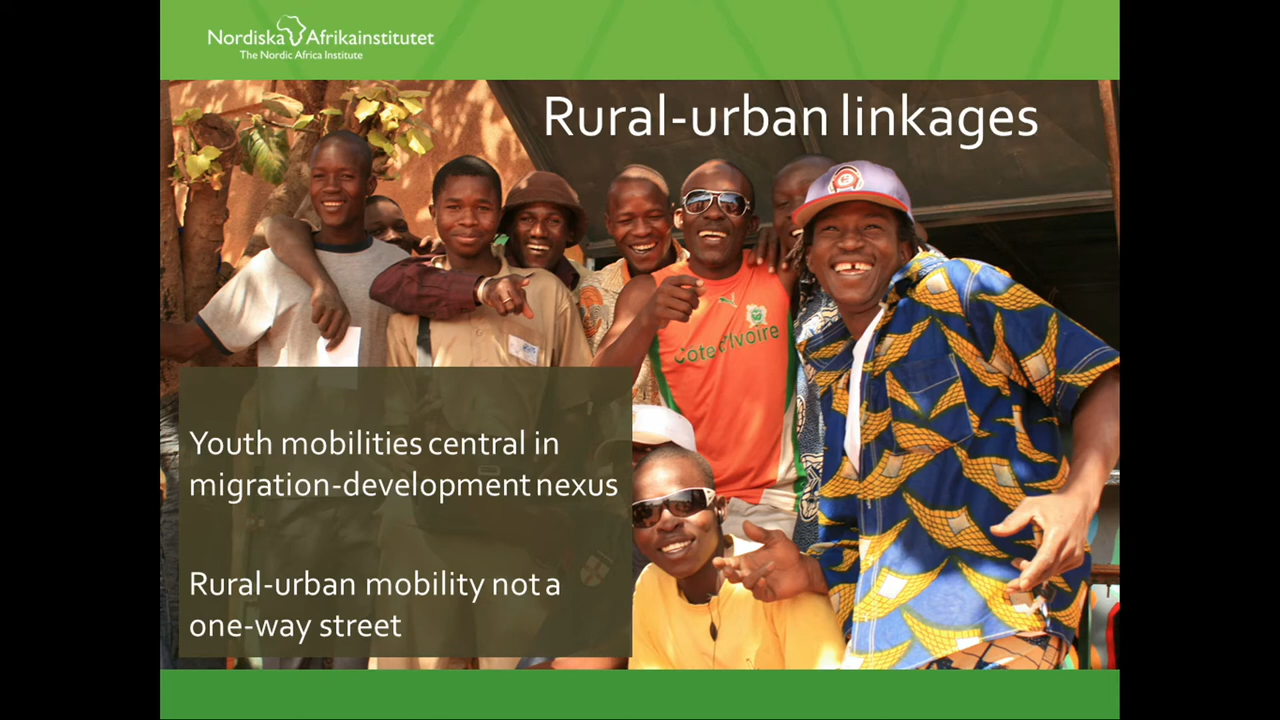 Nordiska Afrikainstitutet
The Nordic Africa Institute
Rural-urban linkages
Cote d'Ivoire
Youth mobilities central in
migration-development nexus
Rural-urban mobility not a
one-way street